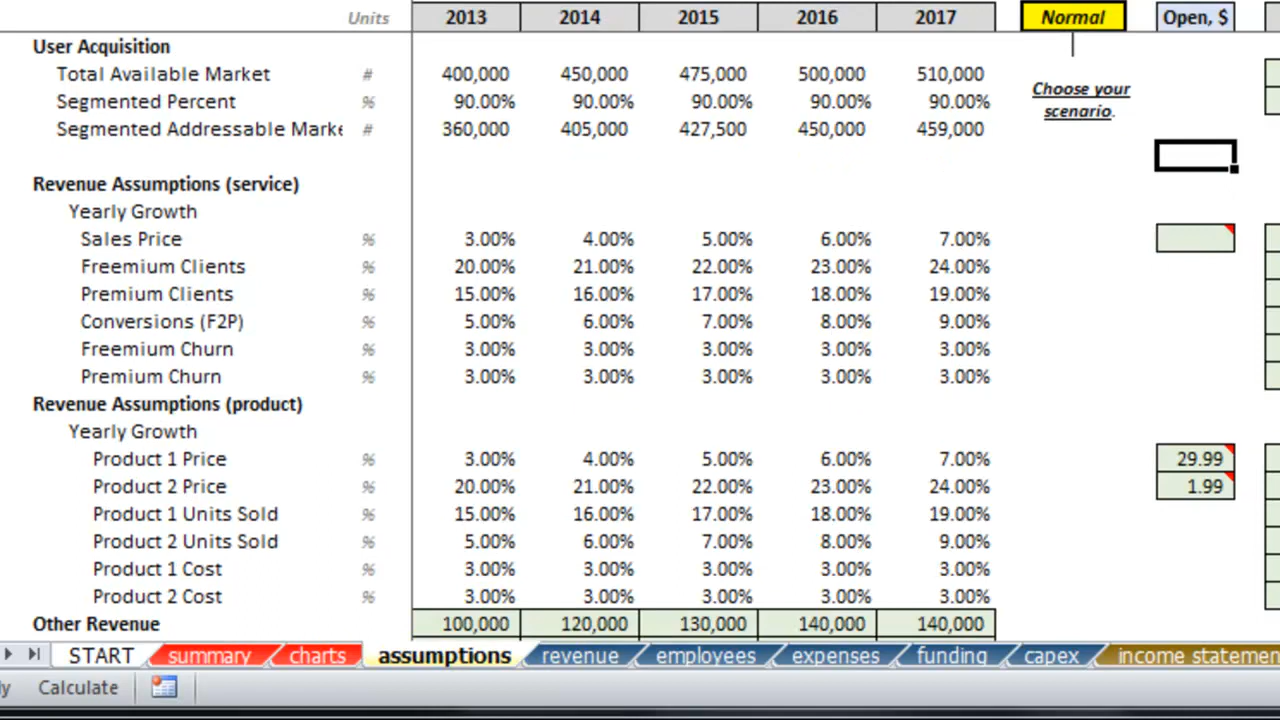 Units 2013 2014 2015 2016 2017 Normal Open, $
User Acquisition
Total Available Market # 400,000 450,000 475,000 500,000 510,000
Segmented Percent % 90.00% 90.00% 90.00% 90.00% 90.00% Choose your
Segmented Addressable Marke # 360,000 405,000 427,500 450,000 459,000 scenario.
Revenue Assumptions (service)
Yearly Growth
Sales Price % 3.00% 4.00% 5.00% 6.00% 7.00%
Freemium Clients % 20.00% 21.00% 22.00% 23.00% 24.00%
Premium Clients % 15.00% 16.00% 17.00% 18.00% 19.00%
Conversions (F2P) % 5.00% 6.00% 7.00% 8.00% 9.00%
Freemium Churn % 3.00% 3.00% 3.00% 3.00% 3.00%
Premium Churn % 3.00% 3.00% 3.00% 3.00% 3.00%
Revenue Assumptions (product)
Yearly Growth
Product 1 Price % 3.00% 4.00% 5.00% 6.00% 7.00% 29.99
Product 2 Price % 20.00% 21.00% 22.00% 23.00% 24.00% 1.99
Product 1 Units Sold % 15.00% 16.00% 17.00% 18.00% 19.00%
Product 2 Units Sold % 5.00% 6.00% 7.00% 8.00% 9.00%
Product 1 Cost % 3.00% 3.00% 3.00% 3.00% 3.00%
Product 2 Cost % 3.00% 3.00% 3.00% 3.00% 3.00%
Other Revenue 100,000 120,000 130,000 140,000 140,000
START summary charts assumptions revenue employees expenses funding capex income statemen
y Calculate